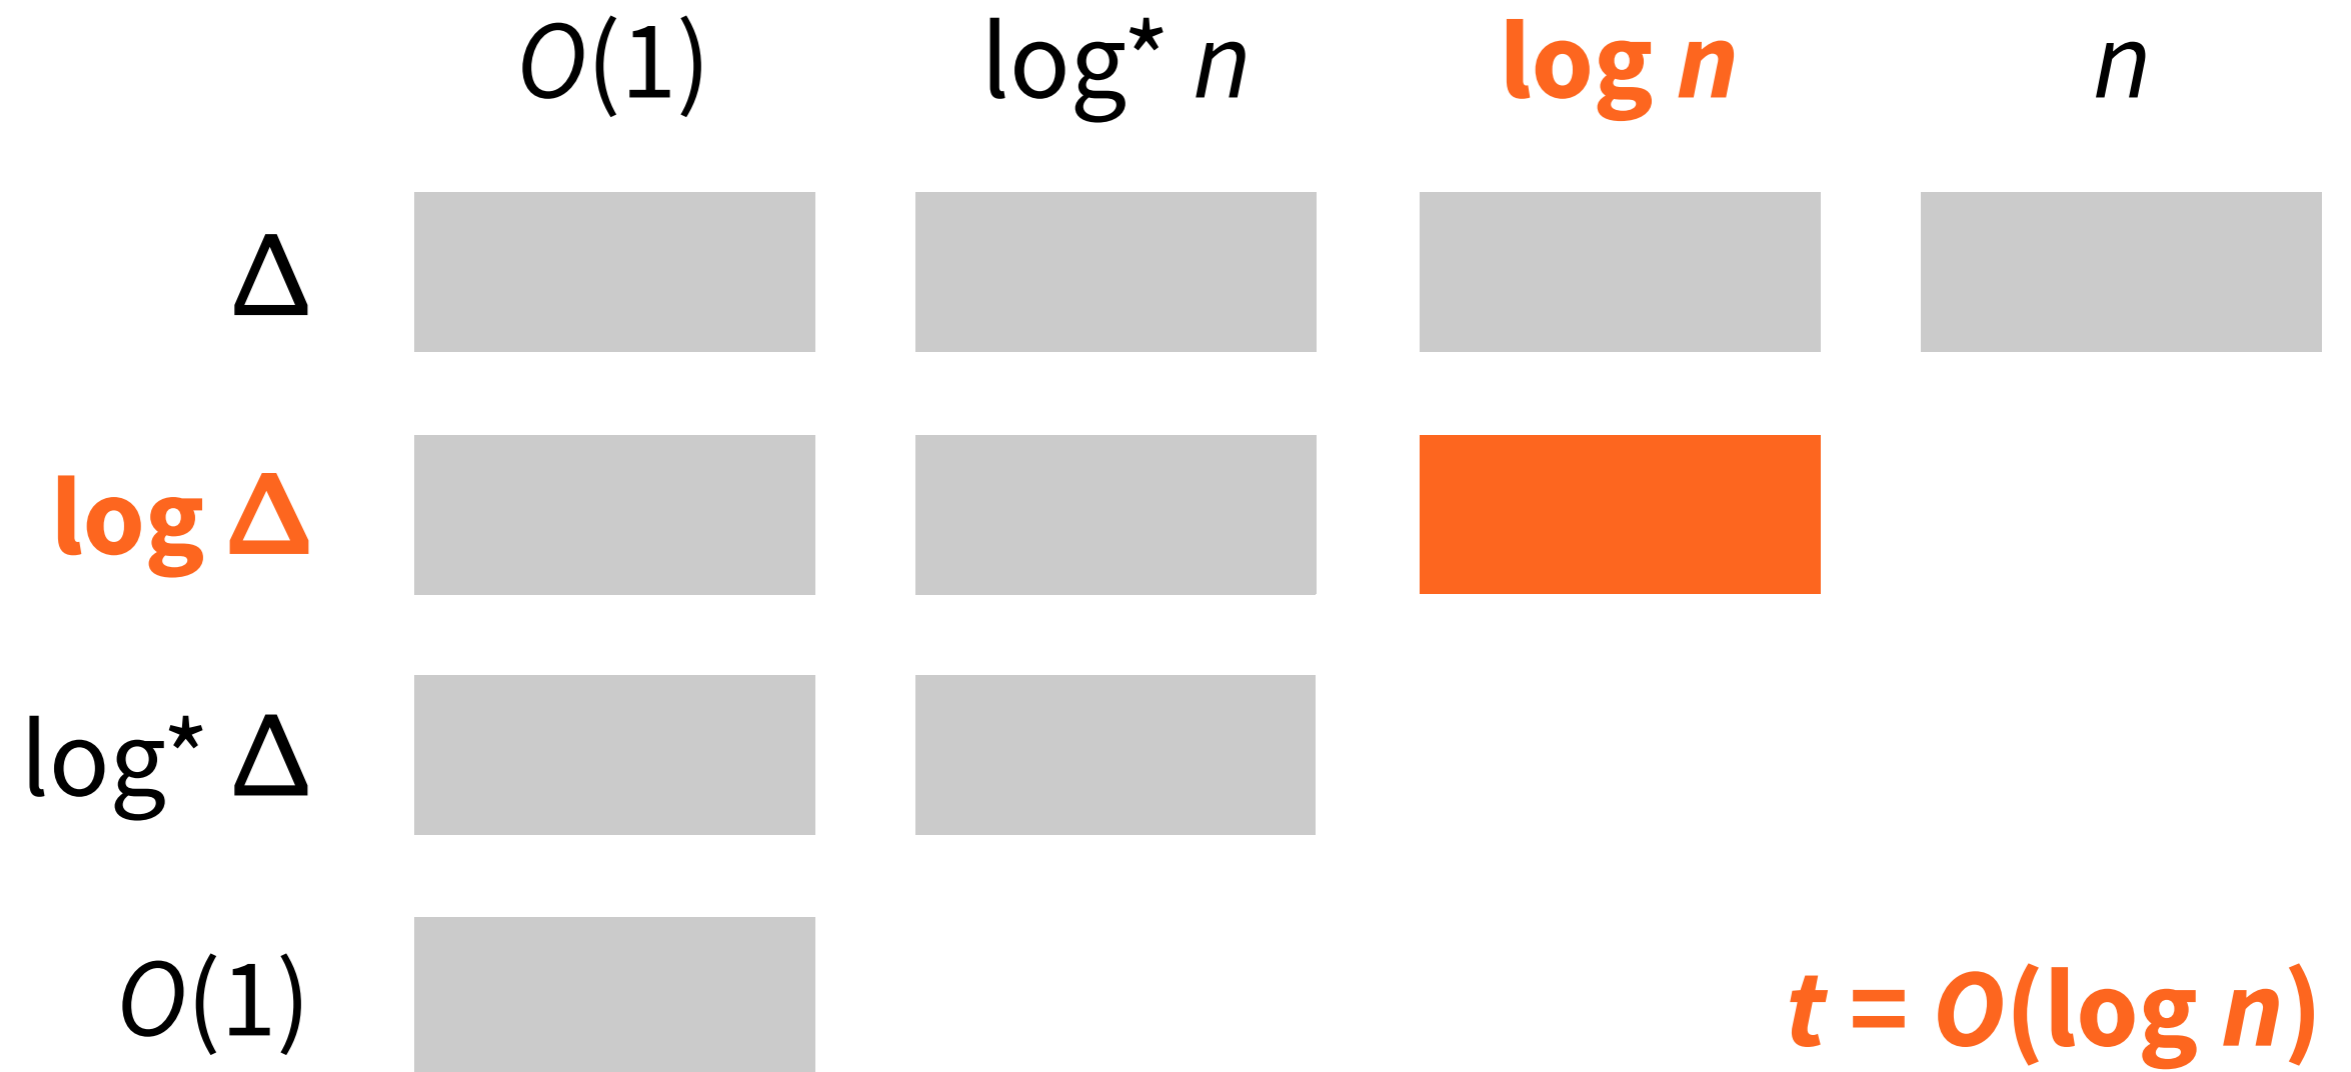 O(1) log* n log n n
Δ
log Δ
log* Δ
O(1) t = O(log n)